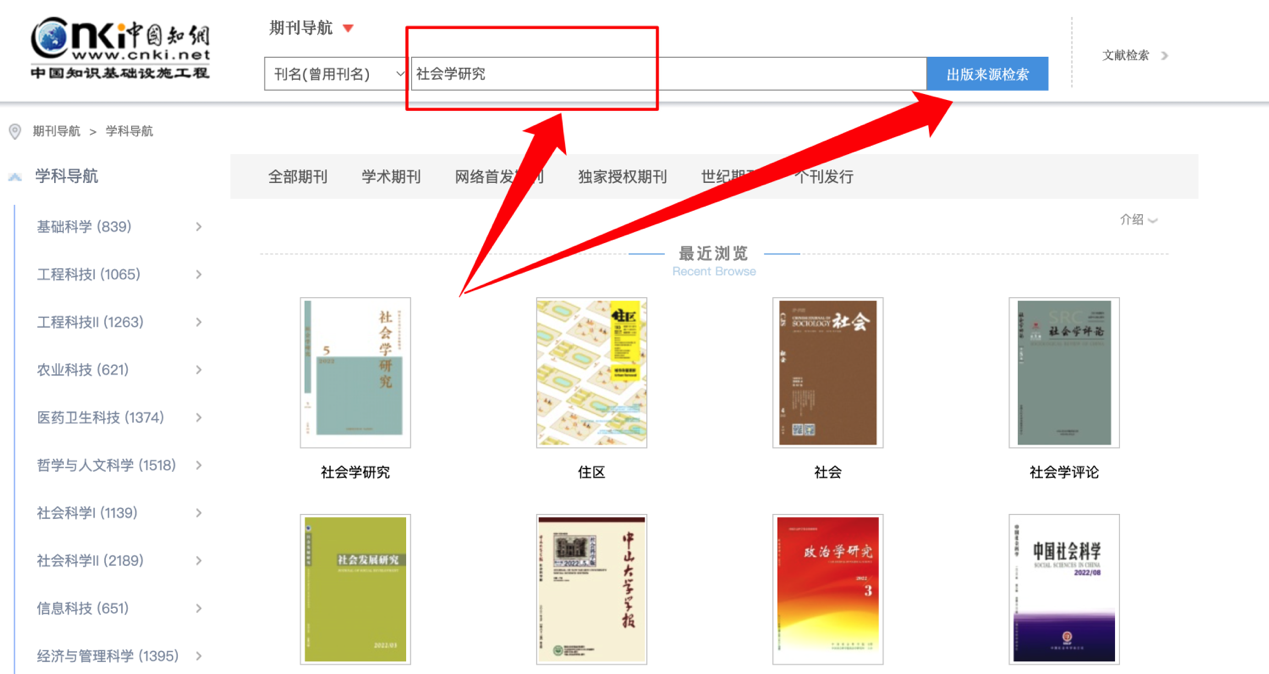 Cnki中国知网
www.cnki.net
中国知识基础设施工程
期刊导航
刊名(曾用刊名)
社会学研究
出版来源检索
文献检索
期刊导航 > 学科导航
学科导航
基础科学 (839)
工程科技I (1065)
工程科技II (1263)
农业科技 (621)
医药卫生科技 (1374)
哲学与人文科学 (1518)
社会科学I (1139)
社会科学II (2189)
信息科技 (651)
经济与管理科学 (1395)
全部期刊
学术期刊
网络首发
独家授权期刊
世纪期刊
个刊发行
介绍
最近浏览
Recent Browse
社会学研究
5
住区
SOCIOLOGY 社会
SRC
社会学评论
社会学研究
住区
社会
社会学评论
社会发展研究
2022/03
中山大学学报
政治学研究
2022
3
中国社会科学
SOCIAL SCIENCES IN CHINA
2022/08